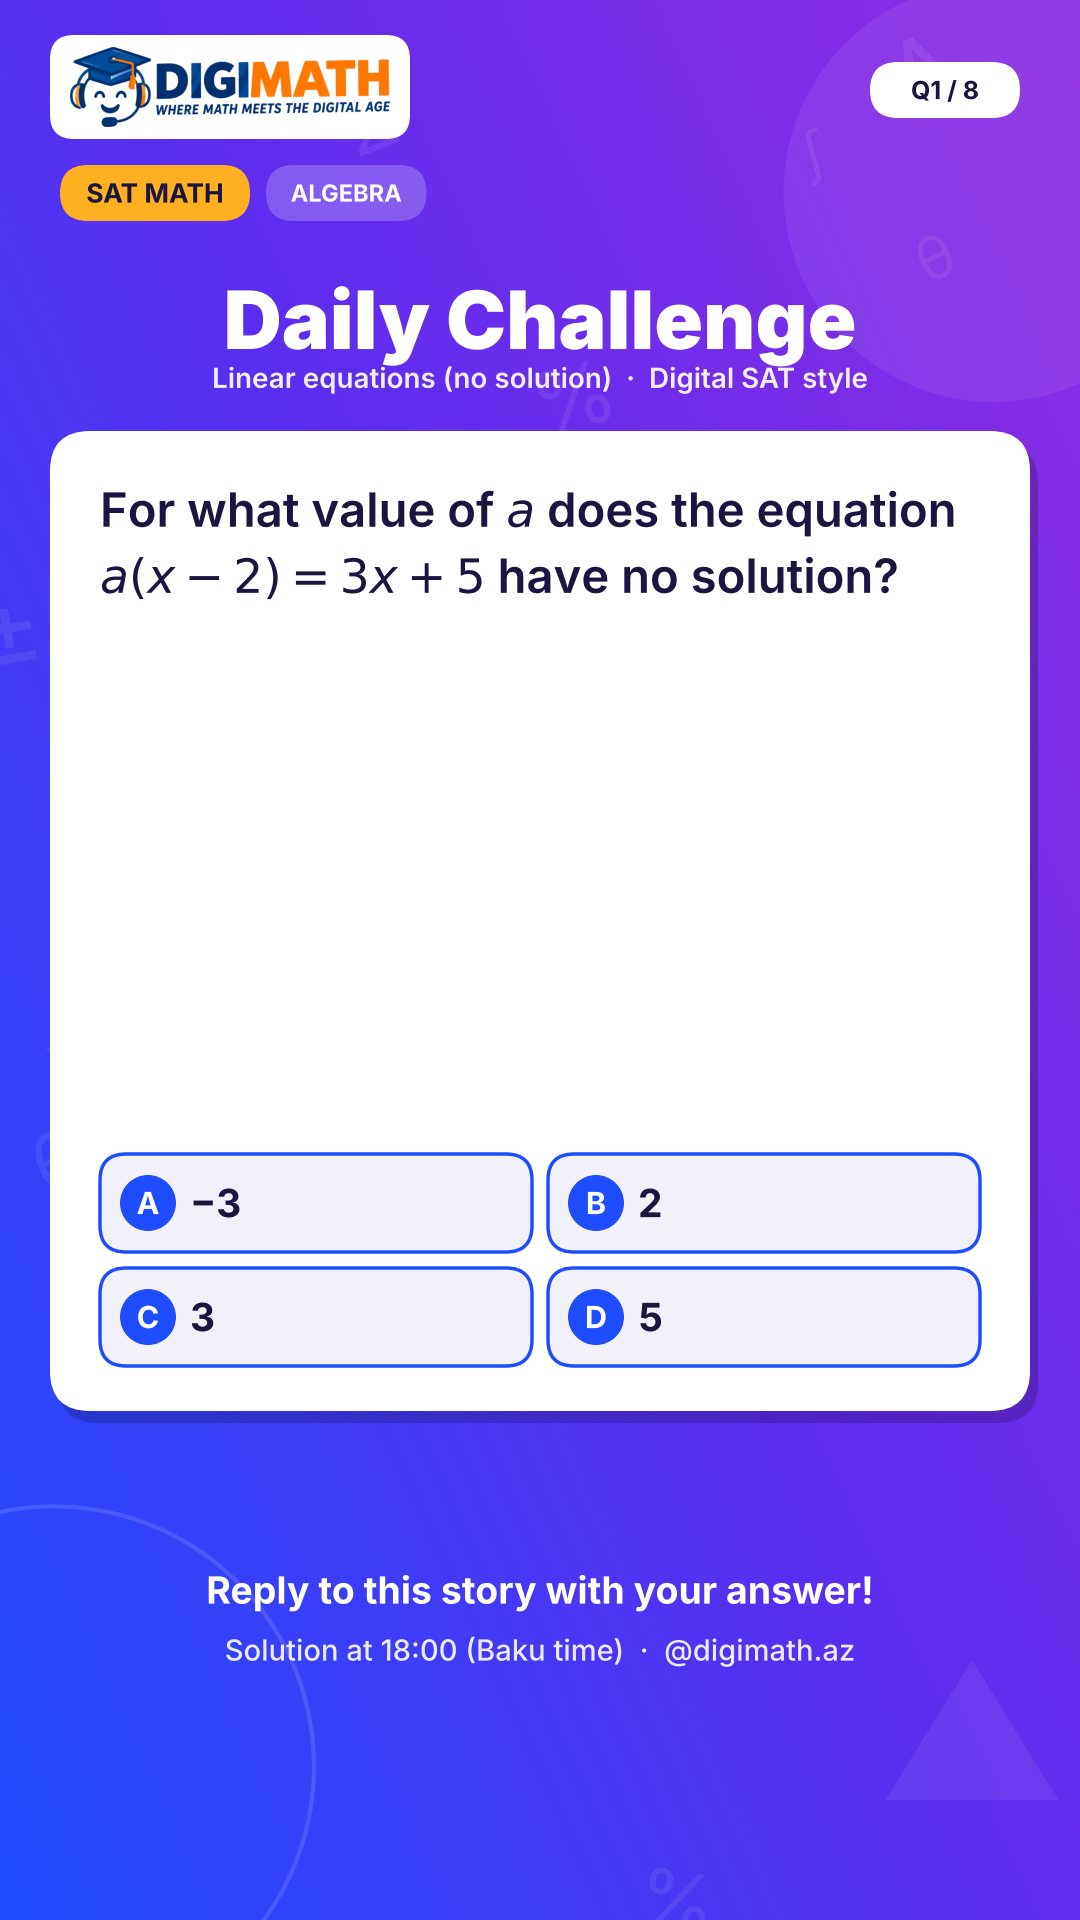 DIGIMATH
WHERE MATH MEETS THE DIGITAL AGE
Q1 / 8
SAT MATH
ALGEBRA
Daily Challenge
Linear equations (no solution) · Digital SAT style
For what value of a does the equation
a(x − 2) = 3x + 5 have no solution?
A −3
B 2
C 3
D 5
Reply to this story with your answer!
Solution at 18:00 (Baku time) · @digimath.az